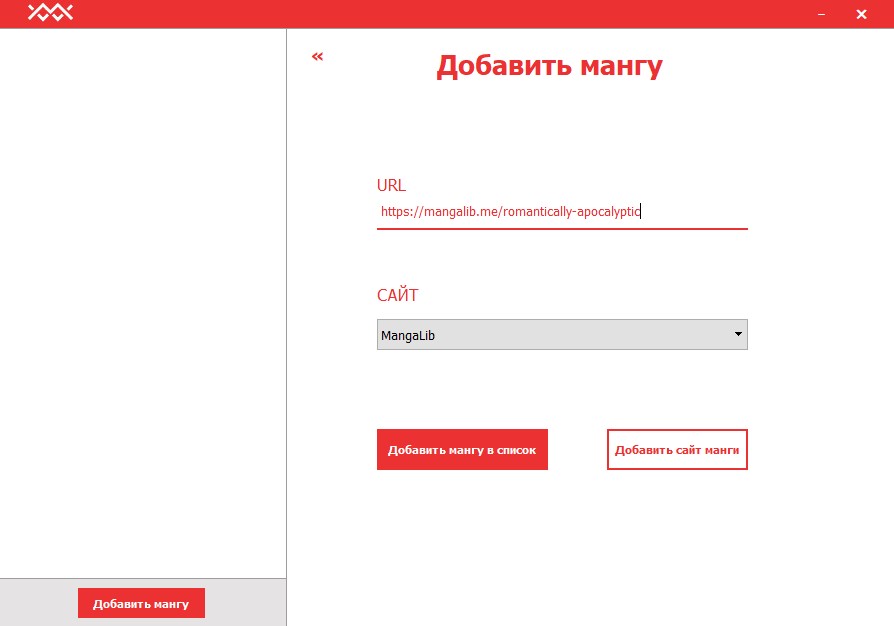 «
Добавить мангу
URL
https://mangalib.me/romantically-apocalyptic
САЙТ
MangaLib
Добавить мангу в список
Добавить сайт манги
Добавить мангу